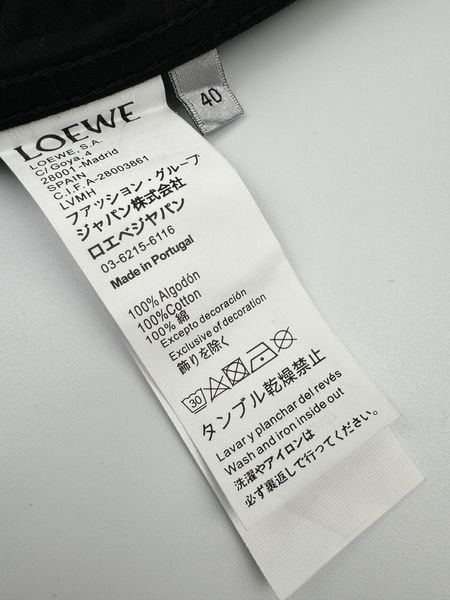 40
LOEWE
LOEWE, S.A.
C/ Goya, 4
28001-Madrid
SPAIN
C.I.F.A-28003861
LVMH
ファッション・グループ
ジャパン株式会社
ロエベジャパン
03-6215-6116
Made in Portugal
100% Algodón
100%Cotton
100% 綿
Excepto decoración
Exclusive of decoration
飾りを除く
30
タンブル乾燥禁止
Lavar y planchar del revés
Wash and iron inside out
洗濯やアイロンは
必ず裏返しで行ってください。